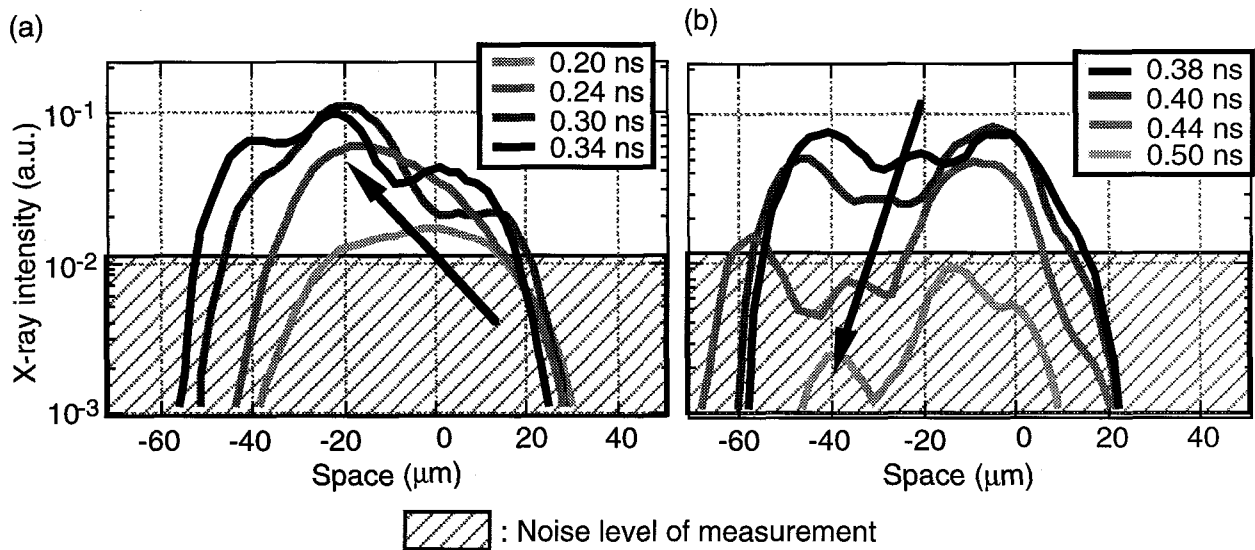 (a)
0.20 ns
0.24 ns
0.30 ns
0.34 ns
X-ray intensity (a.u.)
10-1
10-2
10-3
-60 -40 -20 0 20 40
Space (μm)
(b)
0.38 ns
0.40 ns
0.44 ns
0.50 ns
-60 -40 -20 0 20 40
Space (μm)
: Noise level of measurement